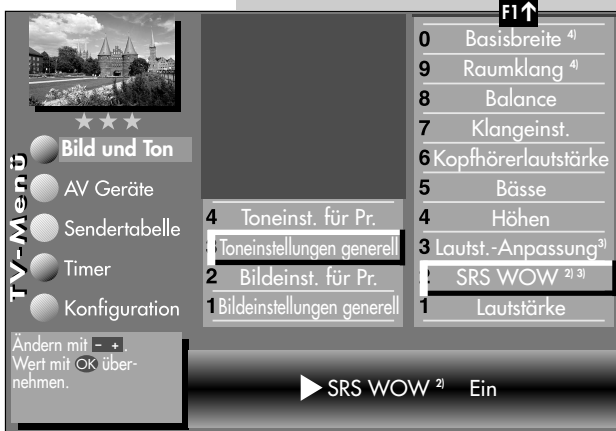 F1↑
TV-Menü
Bild und Ton
AV Geräte
Sendertabelle
Timer
Konfiguration
4 Toneinst. für Pr.
3 Toneinstellungen generell
2 Bildeinst. für Pr.
1 Bildeinstellungen generell
0 Basisbreite 4)
9 Raumklang 4)
8 Balance
7 Klangeinst.
6 Kopfhörerlautstärke
5 Bässe
4 Höhen
3 Lautst.-Anpassung 3)
2 SRS WOW 2) 3)
1 Lautstärke
Ändern mit - + .
Wert mit OK über-
nehmen.
SRS WOW 2) Ein